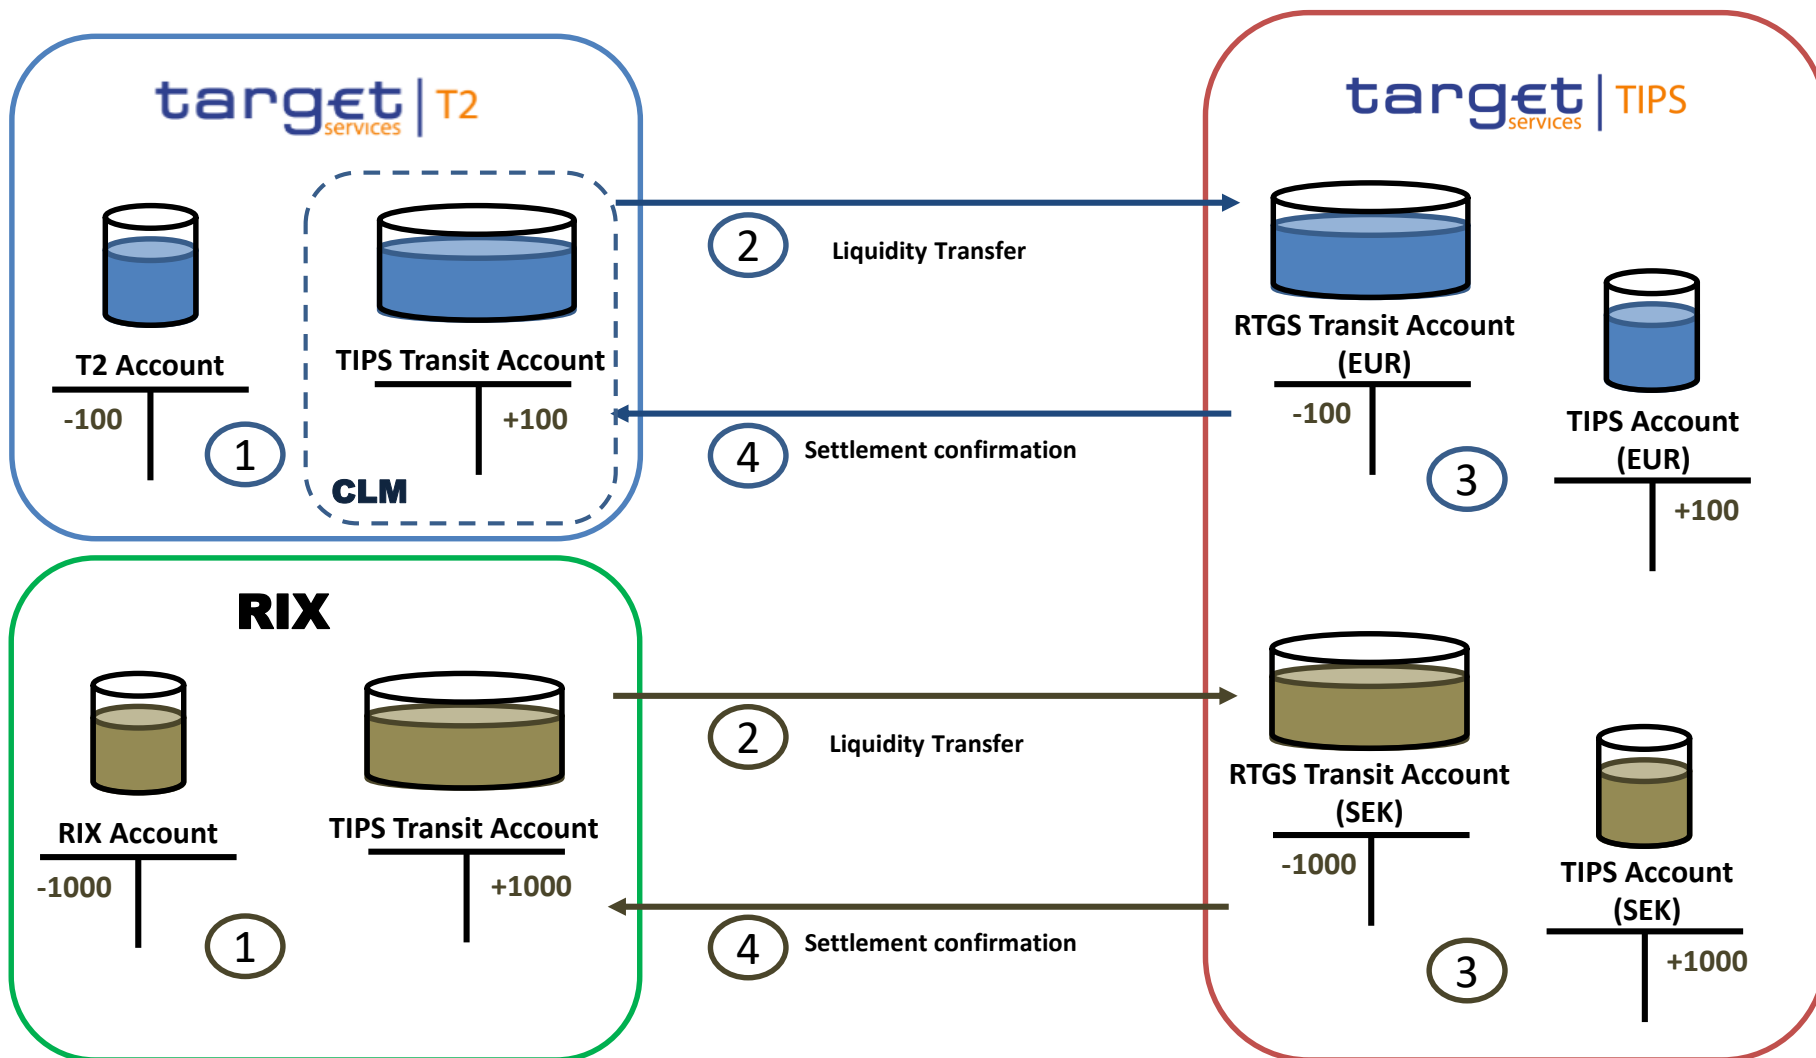 target services | T2
T2 Account
-100
1
TIPS Transit Account
+100
CLM
2
Liquidity Transfer
4
Settlement confirmation
target services | TIPS
RTGS Transit Account
(EUR)
-100
3
TIPS Account
(EUR)
+100
RIX
RIX Account
-1000
1
TIPS Transit Account
+1000
2
Liquidity Transfer
4
Settlement confirmation
RTGS Transit Account
(SEK)
-1000
3
TIPS Account
(SEK)
+1000